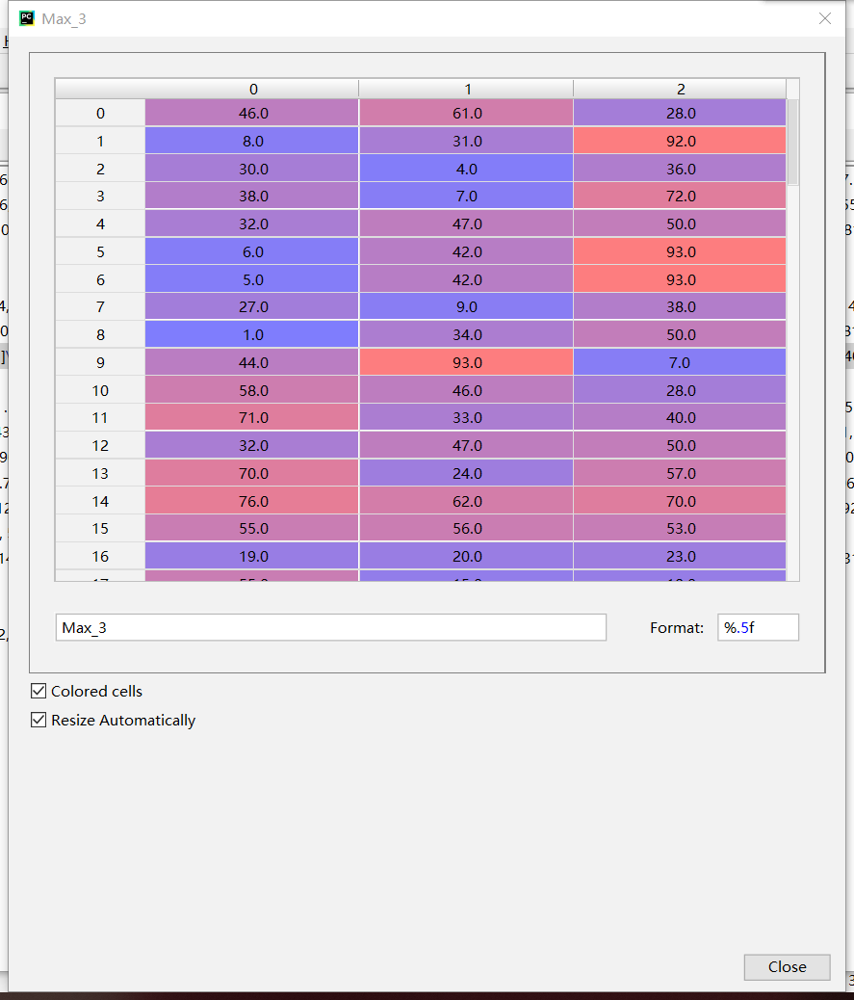 PC Max_3
0 1 2
0 46.0 61.0 28.0
1 8.0 31.0 92.0
2 30.0 4.0 36.0
3 38.0 7.0 72.0
4 32.0 47.0 50.0
5 6.0 42.0 93.0
6 5.0 42.0 93.0
7 27.0 9.0 38.0
8 1.0 34.0 50.0
9 44.0 93.0 7.0
10 58.0 46.0 28.0
11 71.0 33.0 40.0
12 32.0 47.0 50.0
13 70.0 24.0 57.0
14 76.0 62.0 70.0
15 55.0 56.0 53.0
16 19.0 20.0 23.0
Max_3 Format: %.5f
Colored cells
Resize Automatically
Close